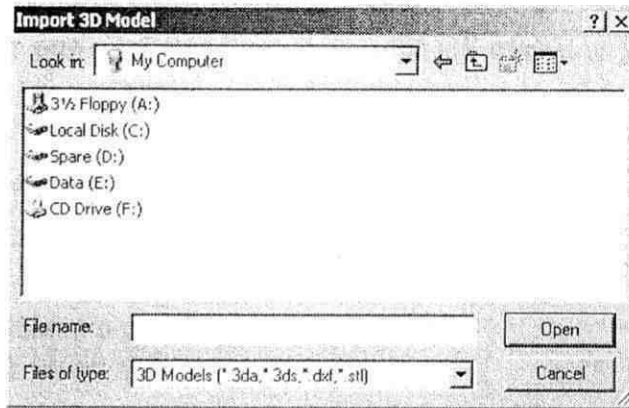 Import 3D Model
? ×
Look in: My Computer
3½ Floppy (A:)
Local Disk (C:)
Spare (D:)
Data (E:)
CD Drive (F:)
File name:
Open
Files of type: 3D Models (*.3da,*.3ds,*.dxf,*.stl)
Cancel